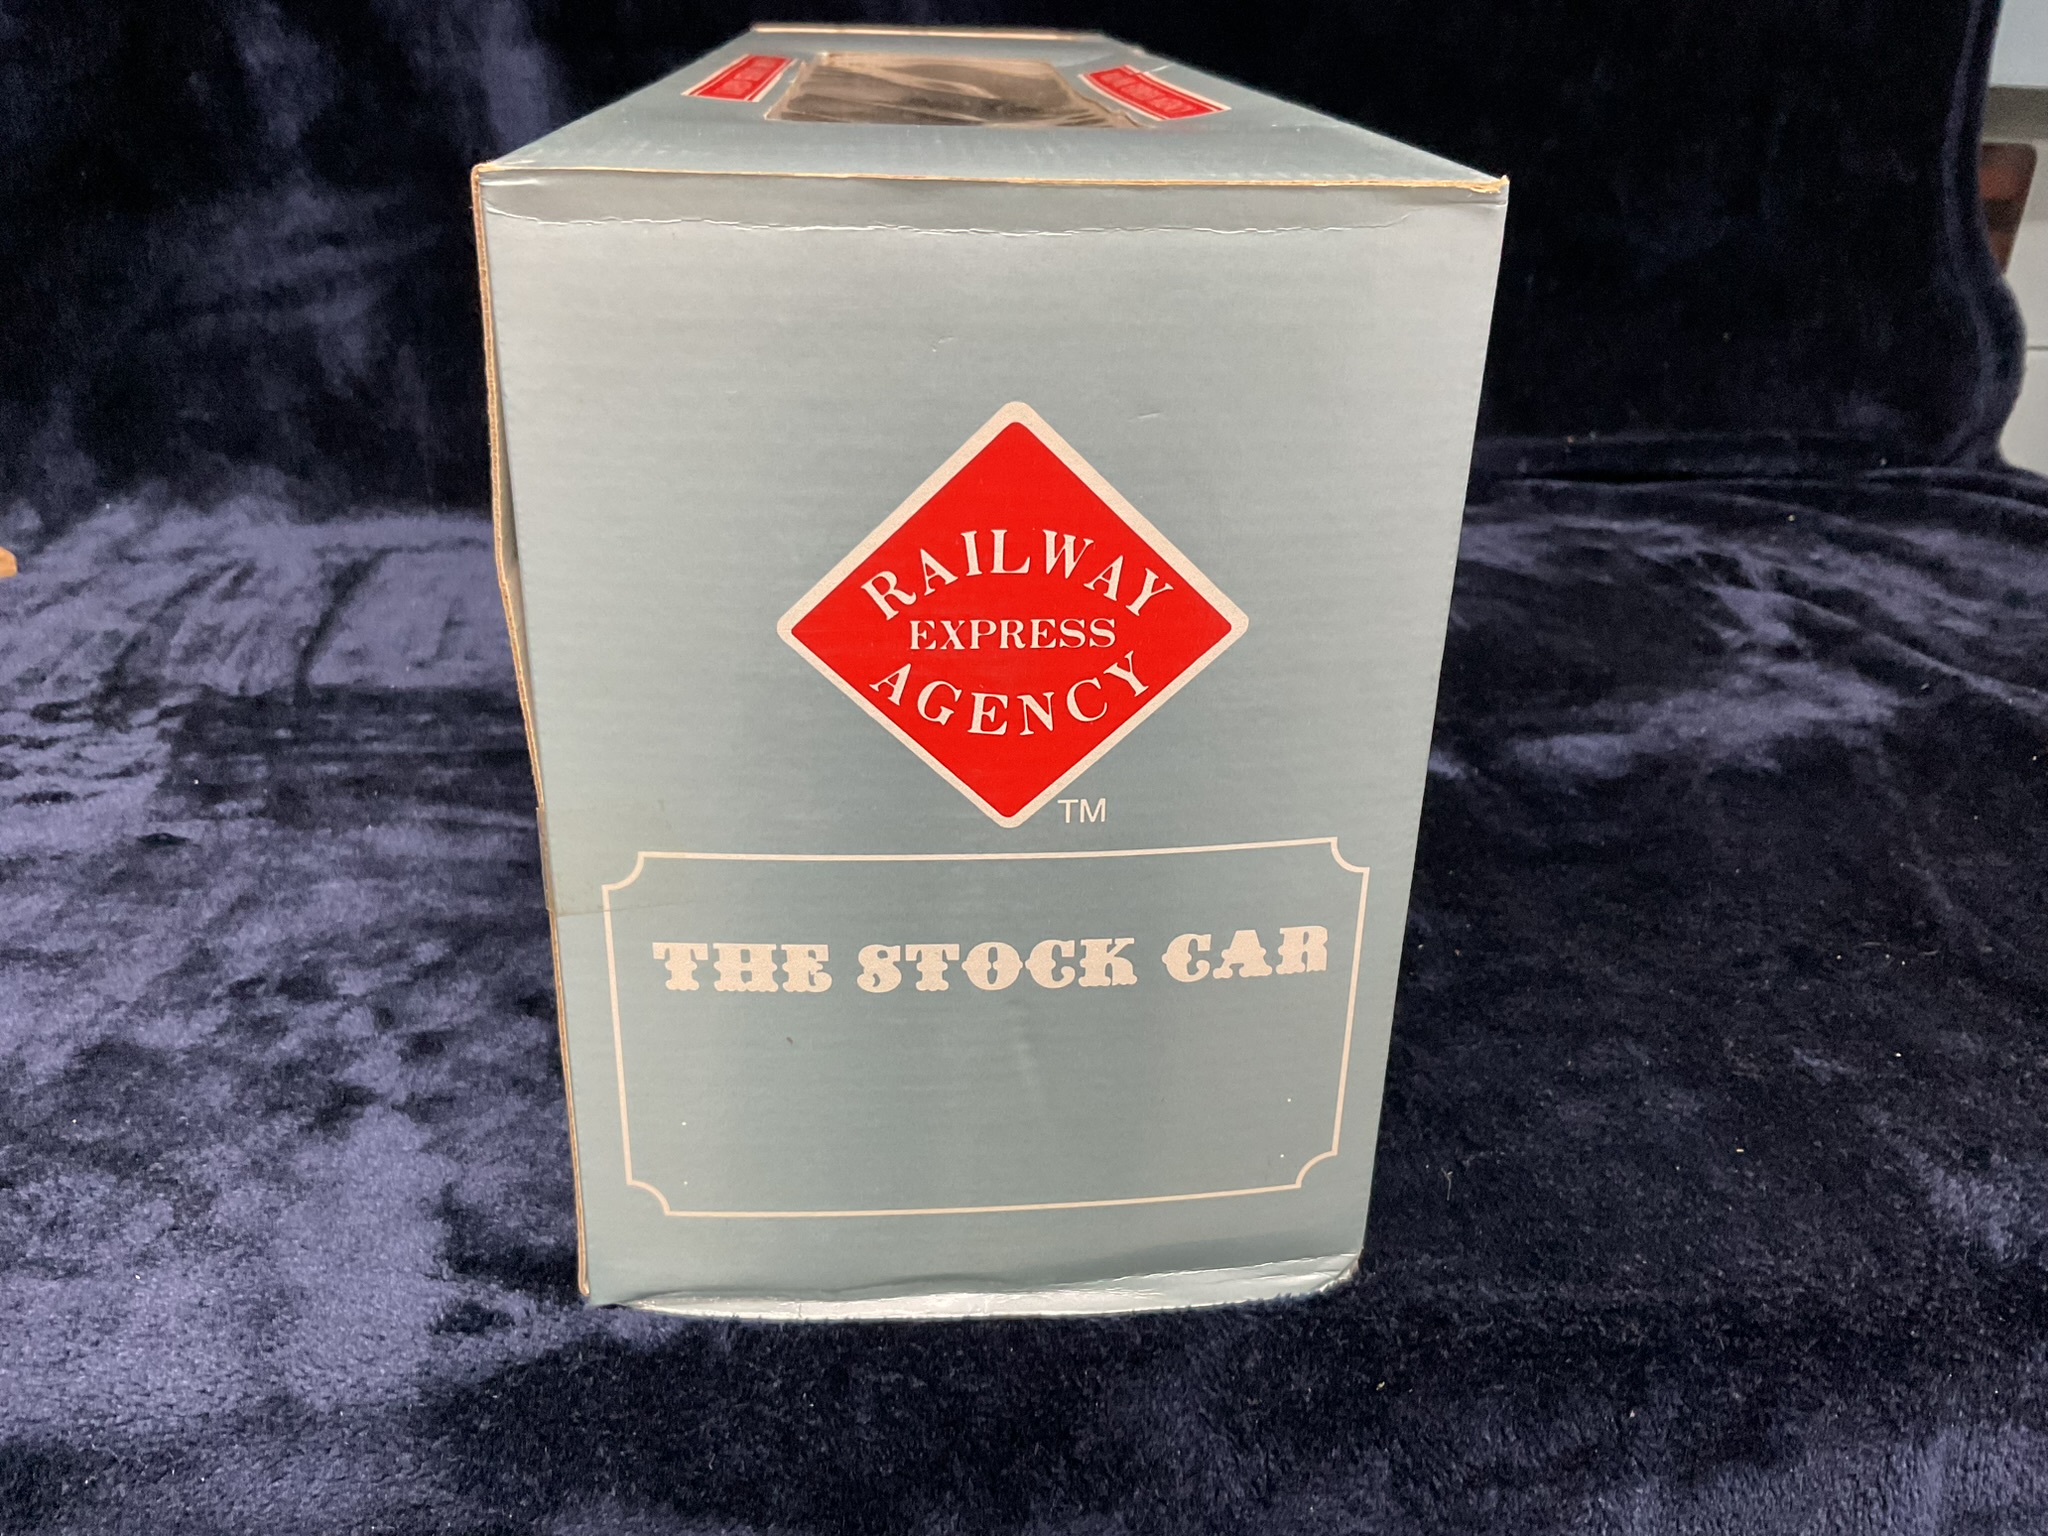 RAILWAY
EXPRESS
AGENCY
TM
THE STOCK CAR